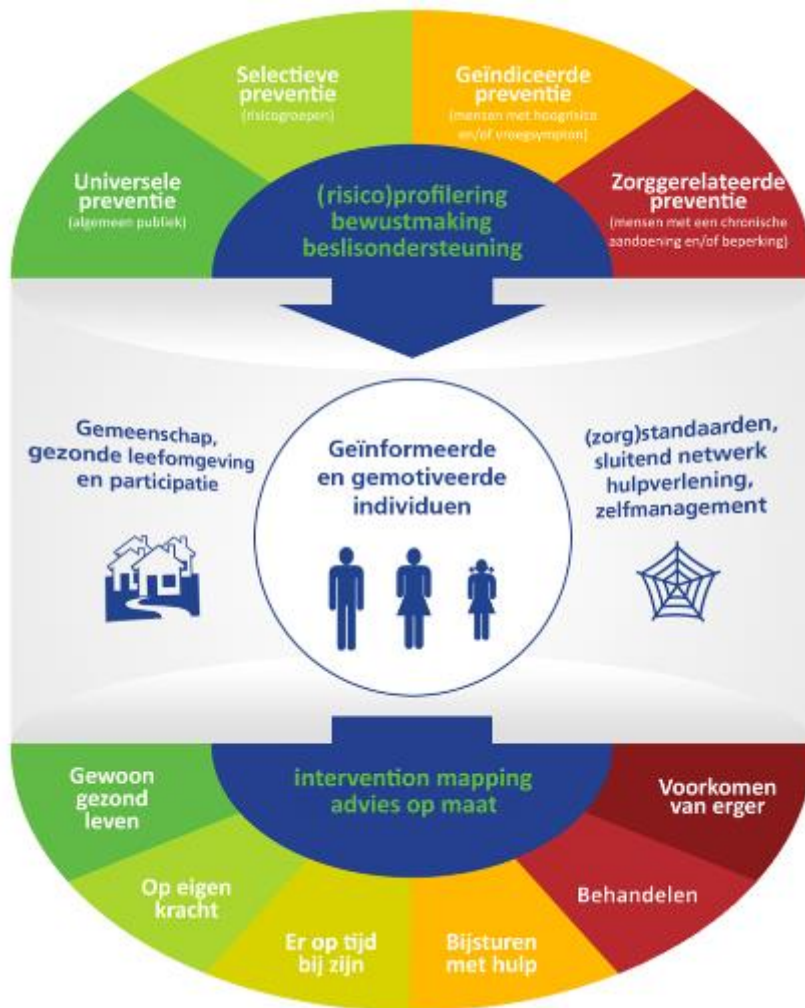 Selectieve
preventie
(risicogroepen)
Geïndiceerde
preventie
(mensen met hoogrisico
en/of vroegsymptom)
Universele
preventie
(algemeen publiek)
Zorggerelateerde
preventie
(mensen met een chronische
aandoening en/of beperking)
(risico)profilering
bewustmaking
beslisondersteuning
Gemeenschap,
gezonde leefomgeving
en participatie
Geïnformeerde
en gemotiveerde
individuen
(zorg)standaarden,
sluitend netwerk
hulpverlening,
zelfmanagement
intervention mapping
advies op maat
Gewoon
gezond
leven
Op eigen
kracht
Er op tijd
bij zijn
Bijsturen
met hulp
Behandelen
Voorkomen
van erger